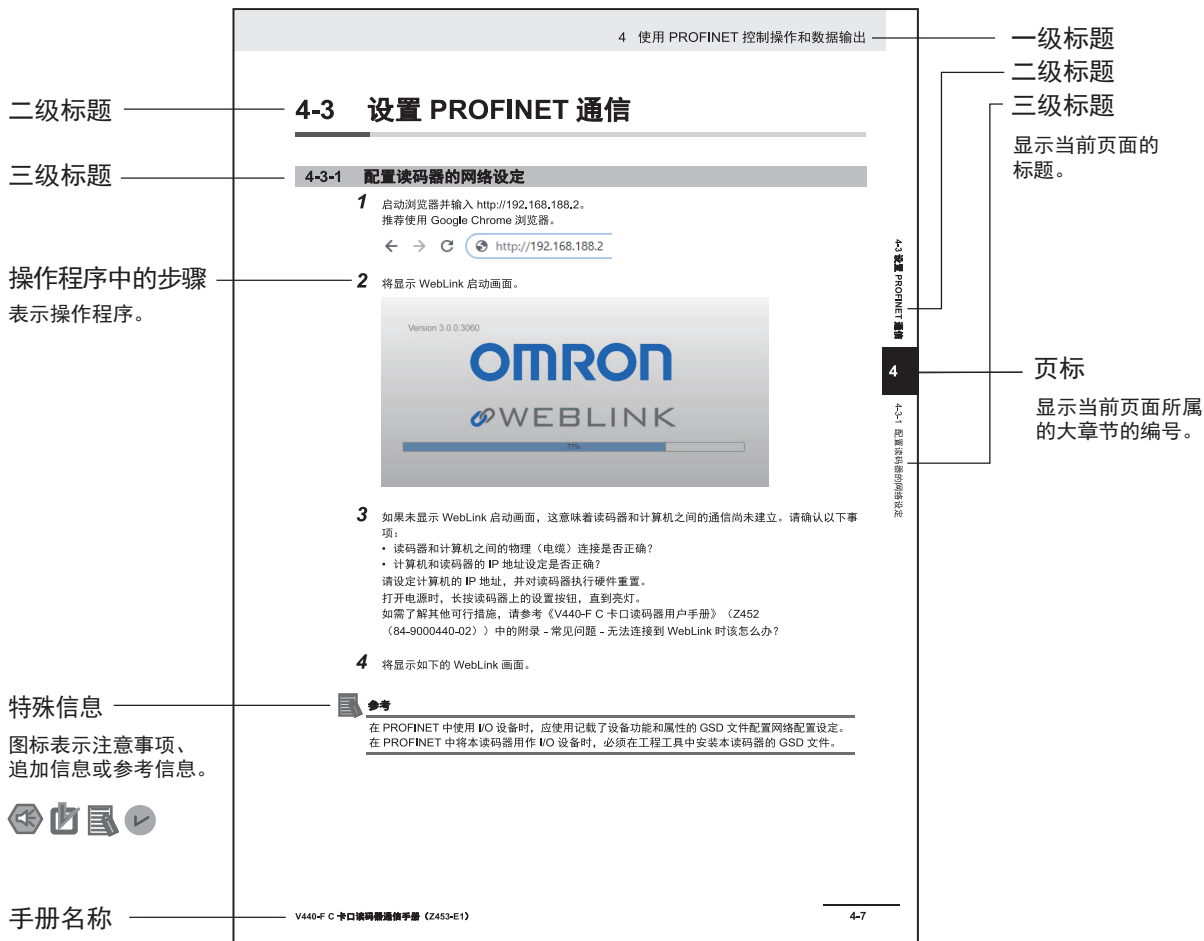 4 使用 PROFINET 控制操作和数据输出
一级标题
二级标题
三级标题
显示当前页面的
标题。
二级标题
4-3 设置 PROFINET 通信
三级标题
4-3-1 配置读码器的网络设定
1 启动浏览器并输入 http://192.168.188.2。
推荐使用 Google Chrome 浏览器。
http://192.168.188.2
操作程序中的步骤
表示操作程序。
2 将显示 WebLink 启动画面。
Version 3.0.0.3060
OMRON
WEBLINK
77%
4-3 设置 PROFINET 通信
4
4-3-1 配置读码器的网络设定
页标
显示当前页面所属
的大章节的编号。
3 如果未显示 WebLink 启动画面，这意味着读码器和计算机之间的通信尚未建立。请确认以下事
项：
• 读码器和计算机之间的物理（电缆）连接是否正确？
• 计算机和读码器的 IP 地址设定是否正确？
请设定计算机的 IP 地址，并对读码器执行硬件重置。
打开电源时，长按读码器上的设置按钮，直到亮灯。
如需了解其他可行措施，请参考《V440-F C 卡口读码器用户手册》（Z452
（84-9000440-02））中的附录 - 常见问题 - 无法连接到 WebLink 时该怎么办？
4 将显示如下的 WebLink 画面。
特殊信息
图标表示注意事项、
追加信息或参考信息。
参考
在 PROFINET 中使用 I/O 设备时，应使用记载了设备功能和属性的 GSD 文件配置网络配置设定。
在 PROFINET 中将本读码器用作 I/O 设备时，必须在工程工具中安装本读码器的 GSD 文件。
手册名称
V440-F C 卡口读码器通信手册（Z453-E1）
4-7